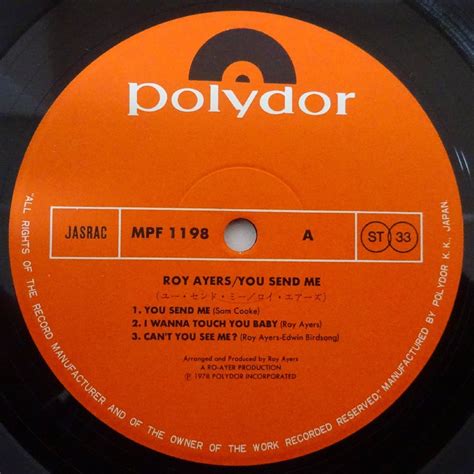 polydor
JASRAC
MPF 1198
A
ST 33
ROY AYERS/YOU SEND ME
(ユー・センド・ミー/ロイ・エアーズ)
1. YOU SEND ME (Sam Cooke)
2. I WANNA TOUCH YOU BABY (Roy Ayers)
3. CAN'T YOU SEE ME? (Roy Ayers-Edwin Birdsong)
Arranged and Produced by Roy Ayers
A RO-AYER PRODUCTION
Ⓟ 1978 POLYDOR INCORPORATED
"ALL RIGHTS OF THE RECORD MANUFACTURER AND OF THE OWNER OF THE WORK RECORDED RESERVED." MANUFACTURED BY POLYDOR K.K., JAPAN.